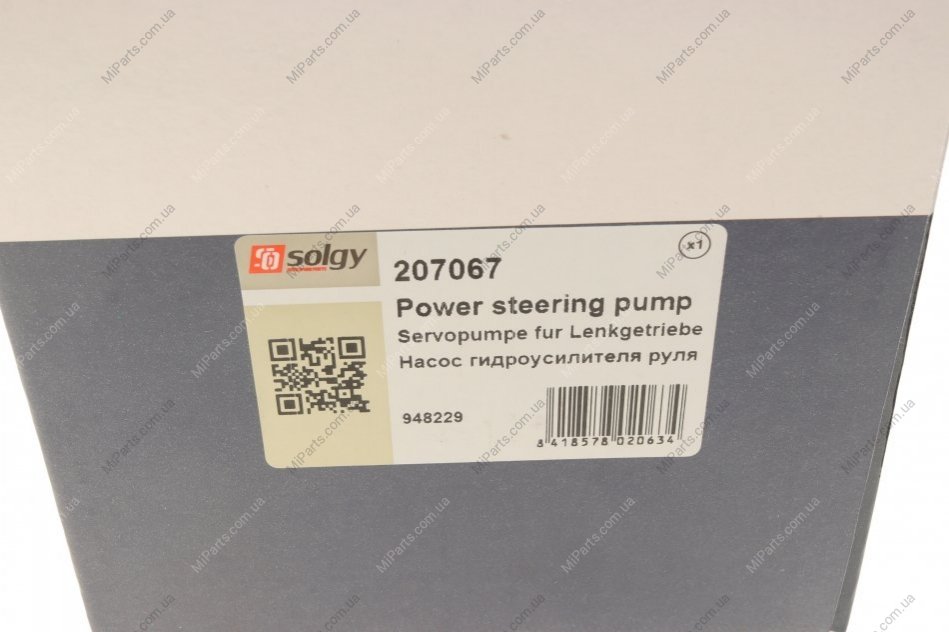 solgy
207067
x1
Power steering pump
Servopumpe fur Lenkgetriebe
Насос гидроусилителя руля
948229
8 418578 020634
MiParts.com.ua